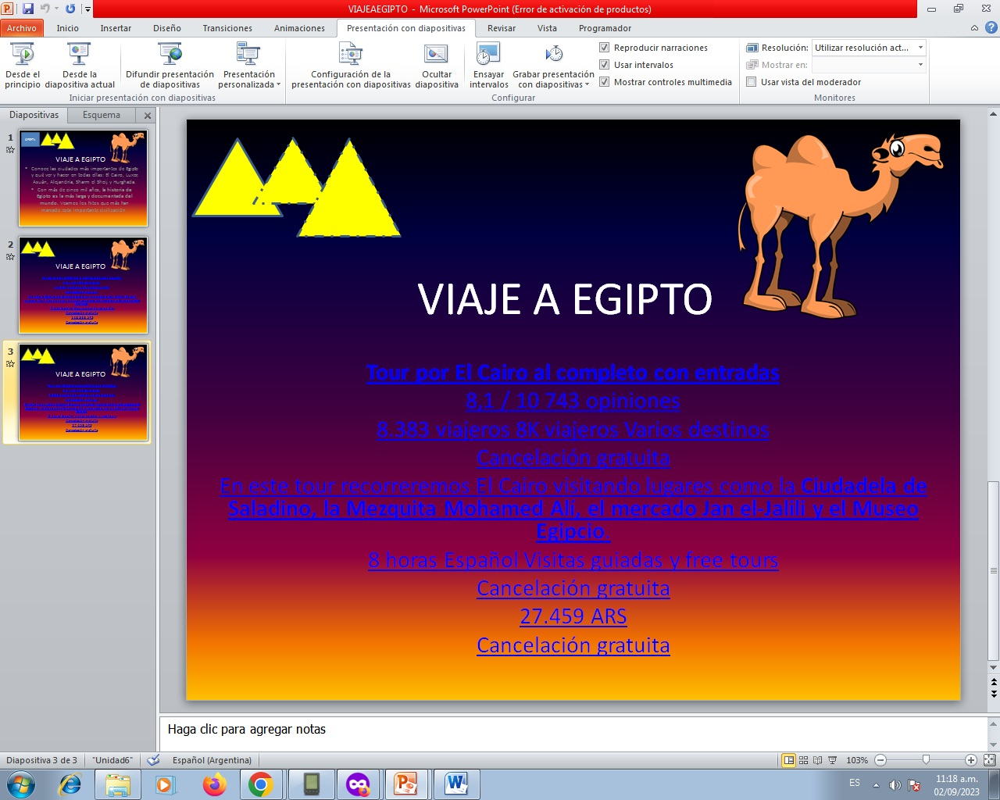 VIAJEAEGIPTO - Microsoft PowerPoint (Error de activación de productos)
Archivo Inicio Insertar Diseño Transiciones Animaciones Presentación con diapositivas Revisar Vista Programador
Desde el principio
Desde la diapositiva actual
Difundir presentación de diapositivas
Presentación personalizada
Iniciar presentación con diapositivas
Configuración de la presentación con diapositivas
Ocultar diapositiva
Ensayar intervalos
Grabar presentación con diapositivas
Reproducir narraciones
Usar intervalos
Mostrar controles multimedia
Configurar
Resolución: Utilizar resolución act...
Mostrar en:
Usar vista del moderador
Monitores
Diapositivas Esquema
1
VIAJE A EGIPTO
Conoce las ciudades más importantes de Egipto
y qué ver y hacer en todas ellas: El Cairo, Luxor,
Asuán, Alejandría, Sharm el Sheij y Hurghada.
Con más de cinco mil años, la historia de
Egipto es la más larga y documentada del
mundo. Veamos los hitos que más han
marcado esta importante civilización
2
VIAJE A EGIPTO
3
VIAJE A EGIPTO
VIAJE A EGIPTO
Tour por El Cairo al completo con entradas
8,1 / 10 743 opiniones
8.383 viajeros 8K viajeros Varios destinos
Cancelación gratuita
En este tour recorreremos El Cairo visitando lugares como la Ciudadela de
Saladino, la Mezquita Mohamed Ali, el mercado Jan el-Jalili y el Museo
Egipcio.
8 horas Español Visitas guiadas y free tours
Cancelación gratuita
27.459 ARS
Cancelación gratuita
Haga clic para agregar notas
Diapositiva 3 de 3 "Unidad6" Español (Argentina) 103%
ES 11:18 a.m.
02/09/2023